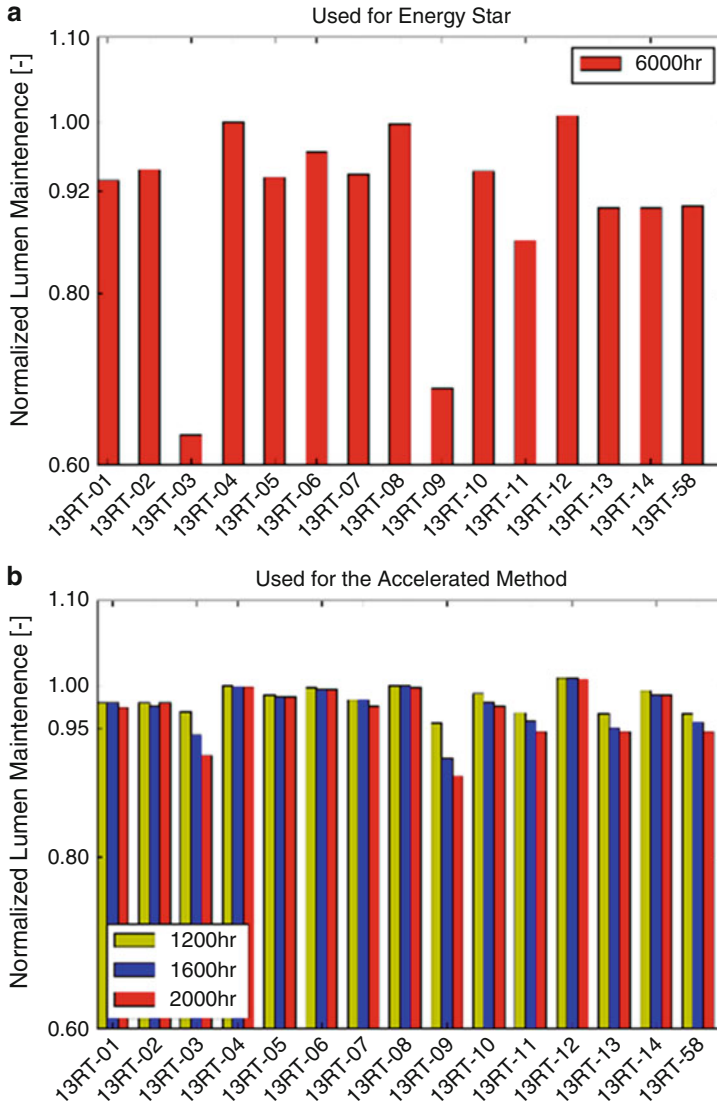 a
Used for Energy Star
Normalized Lumen Maintenence [-]
1.10
1.00
0.92
0.80
0.60
6000hr
13RT-01
13RT-02
13RT-03
13RT-04
13RT-05
13RT-06
13RT-07
13RT-08
13RT-09
13RT-10
13RT-11
13RT-12
13RT-13
13RT-14
13RT-58
b
Used for the Accelerated Method
Normalized Lumen Maintenence [-]
1.10
1.00
0.95
0.80
0.60
1200hr
1600hr
2000hr
13RT-01
13RT-02
13RT-03
13RT-04
13RT-05
13RT-06
13RT-07
13RT-08
13RT-09
13RT-10
13RT-11
13RT-12
13RT-13
13RT-14
13RT-58